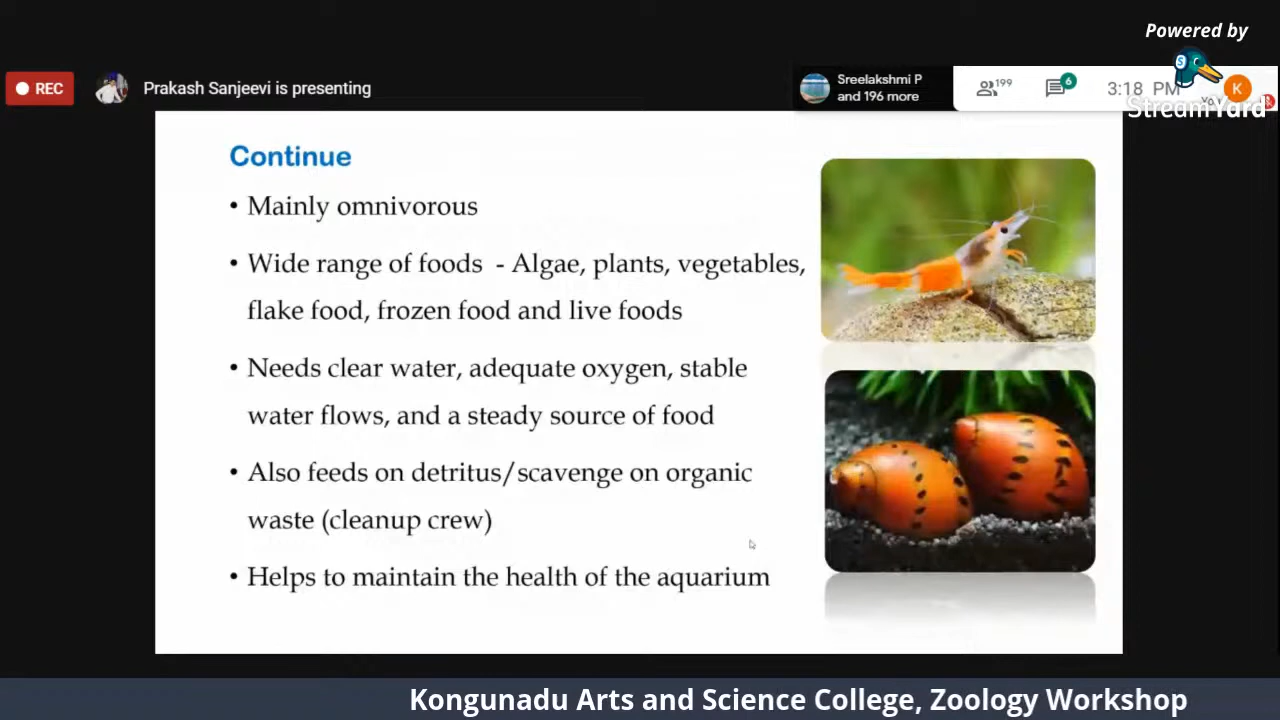 Powered by
REC
Prakash Sanjeevi is presenting
Sreelakshmi P
and 196 more
199
6
3:18 PM
K
StreamYard
Continue
• Mainly omnivorous
• Wide range of foods - Algae, plants, vegetables,
flake food, frozen food and live foods
• Needs clear water, adequate oxygen, stable
water flows, and a steady source of food
• Also feeds on detritus/scavenge on organic
waste (cleanup crew)
• Helps to maintain the health of the aquarium
Kongunadu Arts and Science College, Zoology Workshop